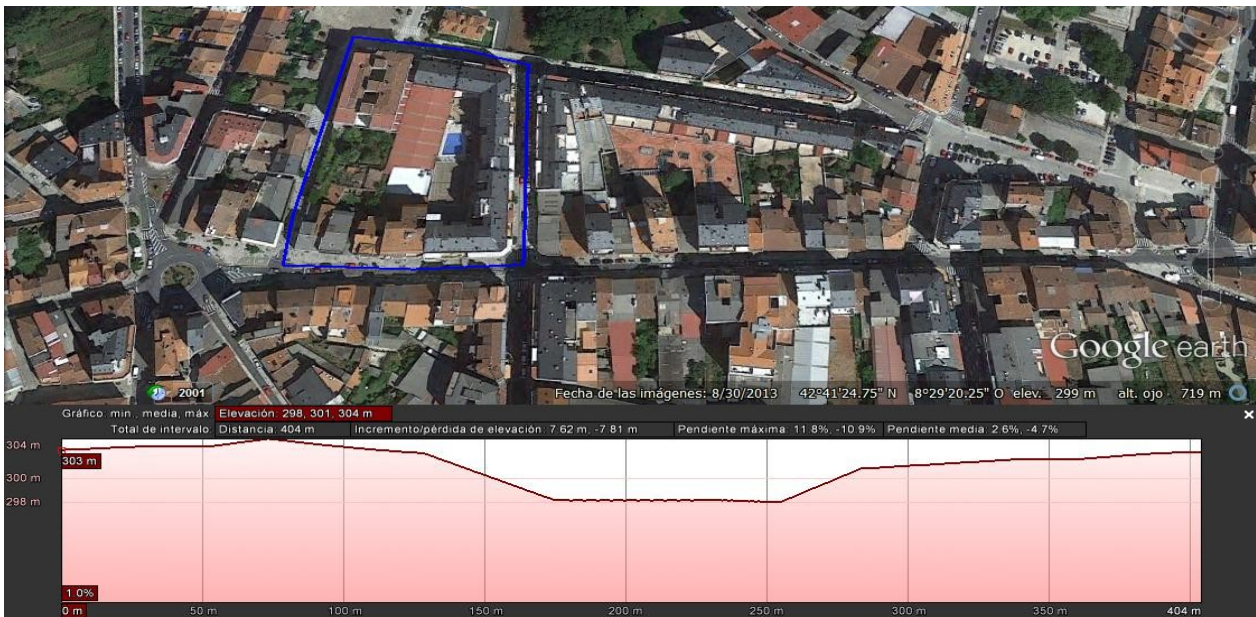 Google earth
2001
Fecha de las imágenes: 8/30/2013 42°41'24.75" N 8°29'20.25" O elev. 299 m alt. ojo 719 m
Gráfico: mín., media, máx. Elevación: 298, 301, 304 m
Total de intervalo: Distancia: 404 m Incremento/pérdida de elevación: 7.62 m, -7.81 m Pendiente máxima: 11.8%, -10.9% Pendiente media: 2.6%, -4.7%
304 m
303 m
300 m
298 m
1.0%
0 m 50 m 100 m 150 m 200 m 250 m 300 m 350 m 404 m